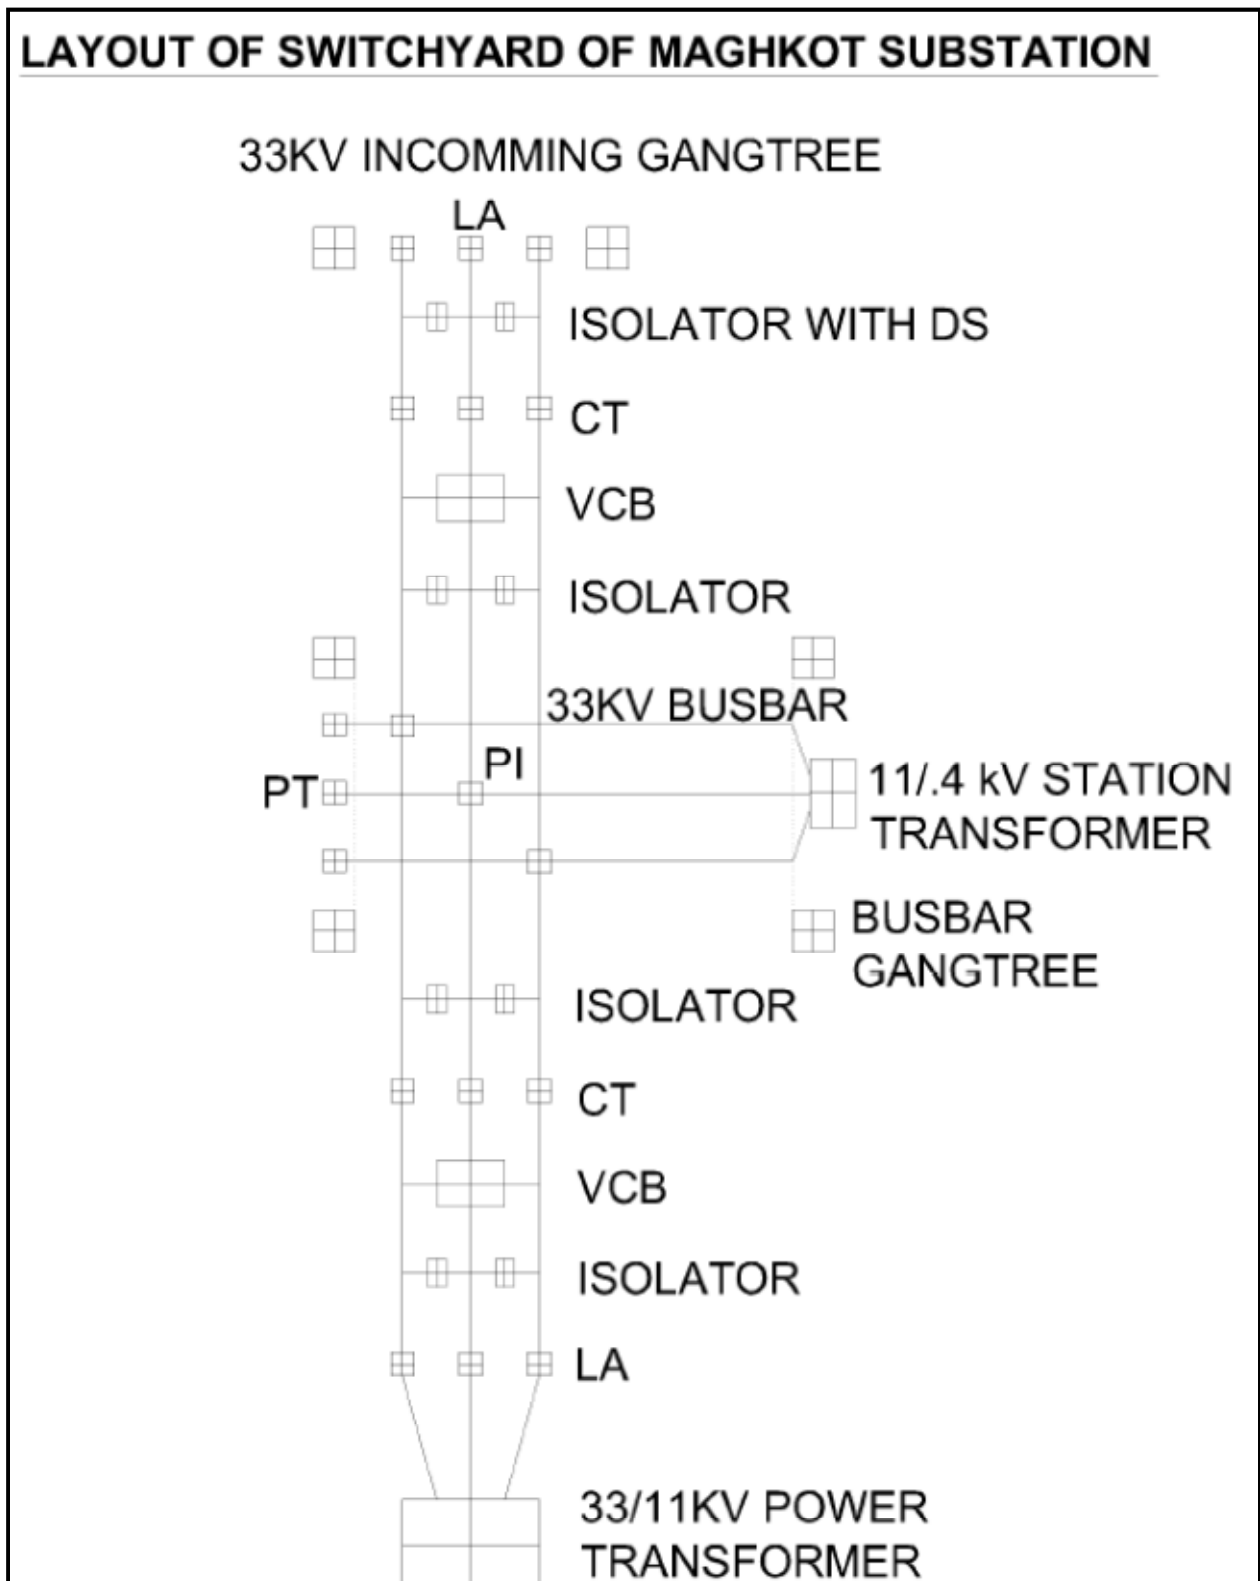 LAYOUT OF SWITCHYARD OF MAGHKOT SUBSTATION
33KV INCOMMING GANGTREE
LA
ISOLATOR WITH DS
CT
VCB
ISOLATOR
33KV BUSBAR
PI
PT
11/.4 kV STATION
TRANSFORMER
BUSBAR
GANGTREE
ISOLATOR
CT
VCB
ISOLATOR
LA
33/11KV POWER
TRANSFORMER